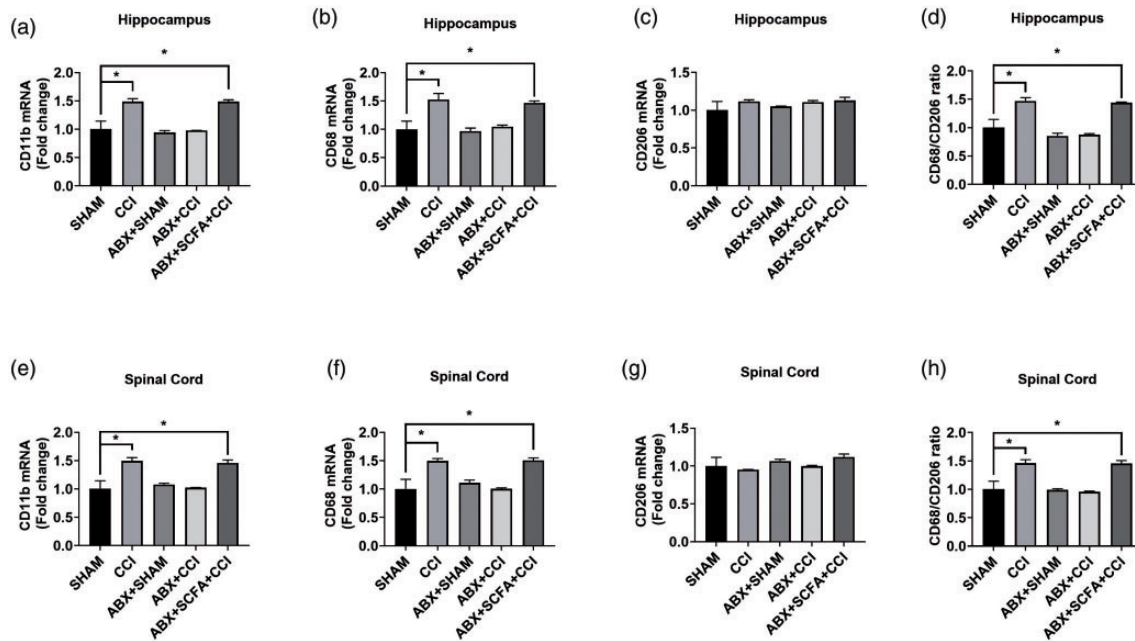 (a)
Hippocampus
CD11b mRNA
(Fold change)
2.0
1.5
1.0
0.5
0.0
*
*
SHAM
CCI
ABX+SHAM
ABX+CCI
ABX+SCFA+CCI
(b)
Hippocampus
CD68 mRNA
(Fold change)
2.0
1.5
1.0
0.5
0.0
*
*
SHAM
CCI
ABX+SHAM
ABX+CCI
ABX+SCFA+CCI
(c)
Hippocampus
CD206 mRNA
(Fold change)
1.5
1.0
0.5
0.0
SHAM
CCI
ABX+SHAM
ABX+CCI
ABX+SCFA+CCI
(d)
Hippocampus
CD68/CD206 ratio
2.0
1.5
1.0
0.5
0.0
*
*
SHAM
CCI
ABX+SHAM
ABX+CCI
ABX+SCFA+CCI
(e)
Spinal Cord
CD11b mRNA
(Fold change)
2.0
1.5
1.0
0.5
0.0
*
*
SHAM
CCI
ABX+SHAM
ABX+CCI
ABX+SCFA+CCI
(f)
Spinal Cord
CD68 mRNA
(Fold change)
2.0
1.5
1.0
0.5
0.0
*
*
SHAM
CCI
ABX+SHAM
ABX+CCI
ABX+SCFA+CCI
(g)
Spinal Cord
CD206 mRNA
(Fold change)
1.5
1.0
0.5
0.0
SHAM
CCI
ABX+SHAM
ABX+CCI
ABX+SCFA+CCI
(h)
Spinal Cord
CD68/CD206 ratio
2.0
1.5
1.0
0.5
0.0
*
*
SHAM
CCI
ABX+SHAM
ABX+CCI
ABX+SCFA+CCI